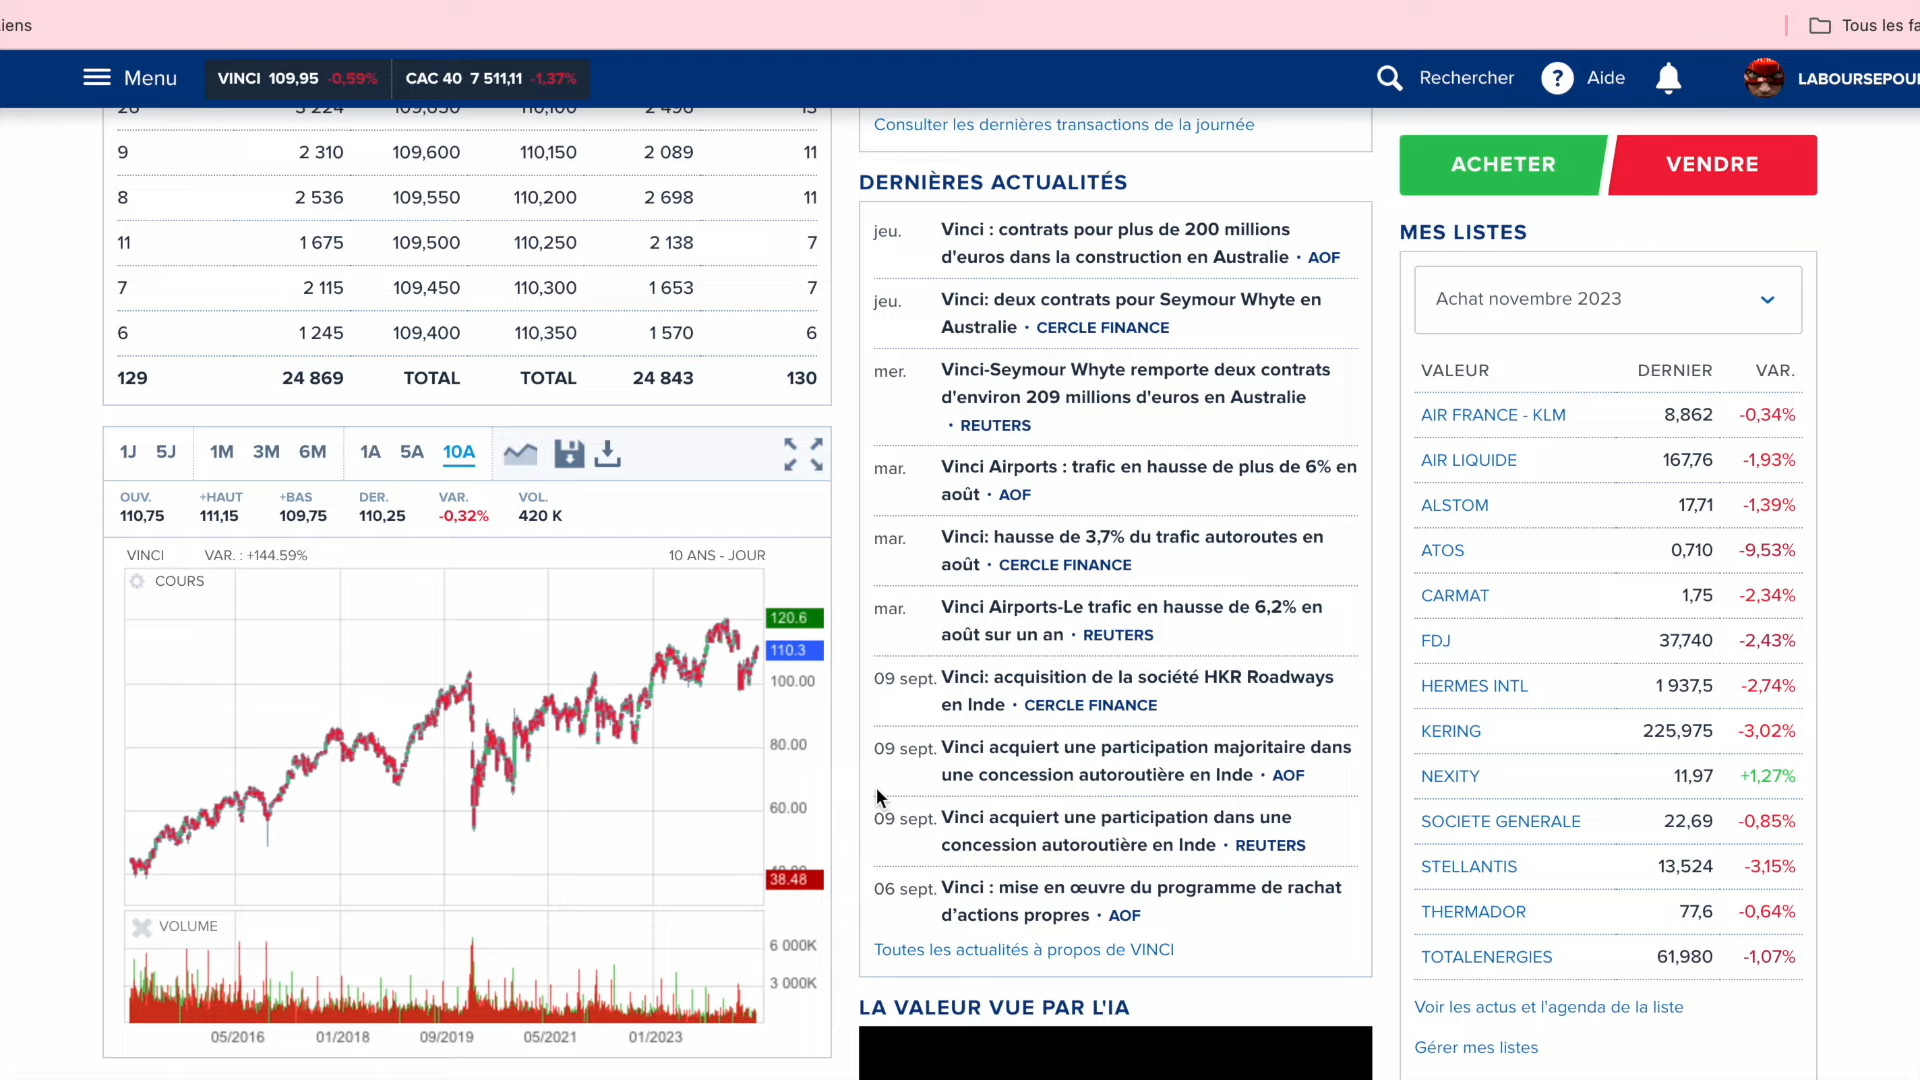 iens
Tous les fa
Menu
VINCI 109,95 -0,59%
CAC 40 7 511,11 -1,37%
Rechercher
? Aide
LABOURSEPOU
9 2 310 109,600 110,150 2 089 11
8 2 536 109,550 110,200 2 698 11
11 1 675 109,500 110,250 2 138 7
7 2 115 109,450 110,300 1 653 7
6 1 245 109,400 110,350 1 570 6
129 24 869 TOTAL TOTAL 24 843 130
1J 5J 1M 3M 6M 1A 5A 10A
OUV. +HAUT +BAS DER. VAR. VOL.
110,75 111,15 109,75 110,25 -0,32% 420 K
VINCI VAR. : +144.59% 10 ANS - JOUR
COURS
120.6
110.3
100.00
80.00
60.00
38.48
VOLUME
6 000K
3 000K
05/2016 01/2018 09/2019 05/2021 01/2023
Consulter les dernières transactions de la journée
DERNIÈRES ACTUALITÉS
jeu. Vinci : contrats pour plus de 200 millions
d'euros dans la construction en Australie • AOF
jeu. Vinci: deux contrats pour Seymour Whyte en
Australie • CERCLE FINANCE
mer. Vinci-Seymour Whyte remporte deux contrats
d'environ 209 millions d'euros en Australie
• REUTERS
mar. Vinci Airports : trafic en hausse de plus de 6% en
août • AOF
mar. Vinci: hausse de 3,7% du trafic autoroutes en
août • CERCLE FINANCE
mar. Vinci Airports-Le trafic en hausse de 6,2% en
août sur un an • REUTERS
09 sept. Vinci: acquisition de la société HKR Roadways
en Inde • CERCLE FINANCE
09 sept. Vinci acquiert une participation majoritaire dans
une concession autoroutière en Inde • AOF
09 sept. Vinci acquiert une participation dans une
concession autoroutière en Inde • REUTERS
06 sept. Vinci : mise en œuvre du programme de rachat
d’actions propres • AOF
Toutes les actualités à propos de VINCI
LA VALEUR VUE PAR L'IA
ACHETER VENDRE
MES LISTES
Achat novembre 2023
VALEUR DERNIER VAR.
AIR FRANCE - KLM 8,862 -0,34%
AIR LIQUIDE 167,76 -1,93%
ALSTOM 17,71 -1,39%
ATOS 0,710 -9,53%
CARMAT 1,75 -2,34%
FDJ 37,740 -2,43%
HERMES INTL 1 937,5 -2,74%
KERING 225,975 -3,02%
NEXITY 11,97 +1,27%
SOCIETE GENERALE 22,69 -0,85%
STELLANTIS 13,524 -3,15%
THERMADOR 77,6 -0,64%
TOTALENERGIES 61,980 -1,07%
Voir les actus et l'agenda de la liste
Gérer mes listes